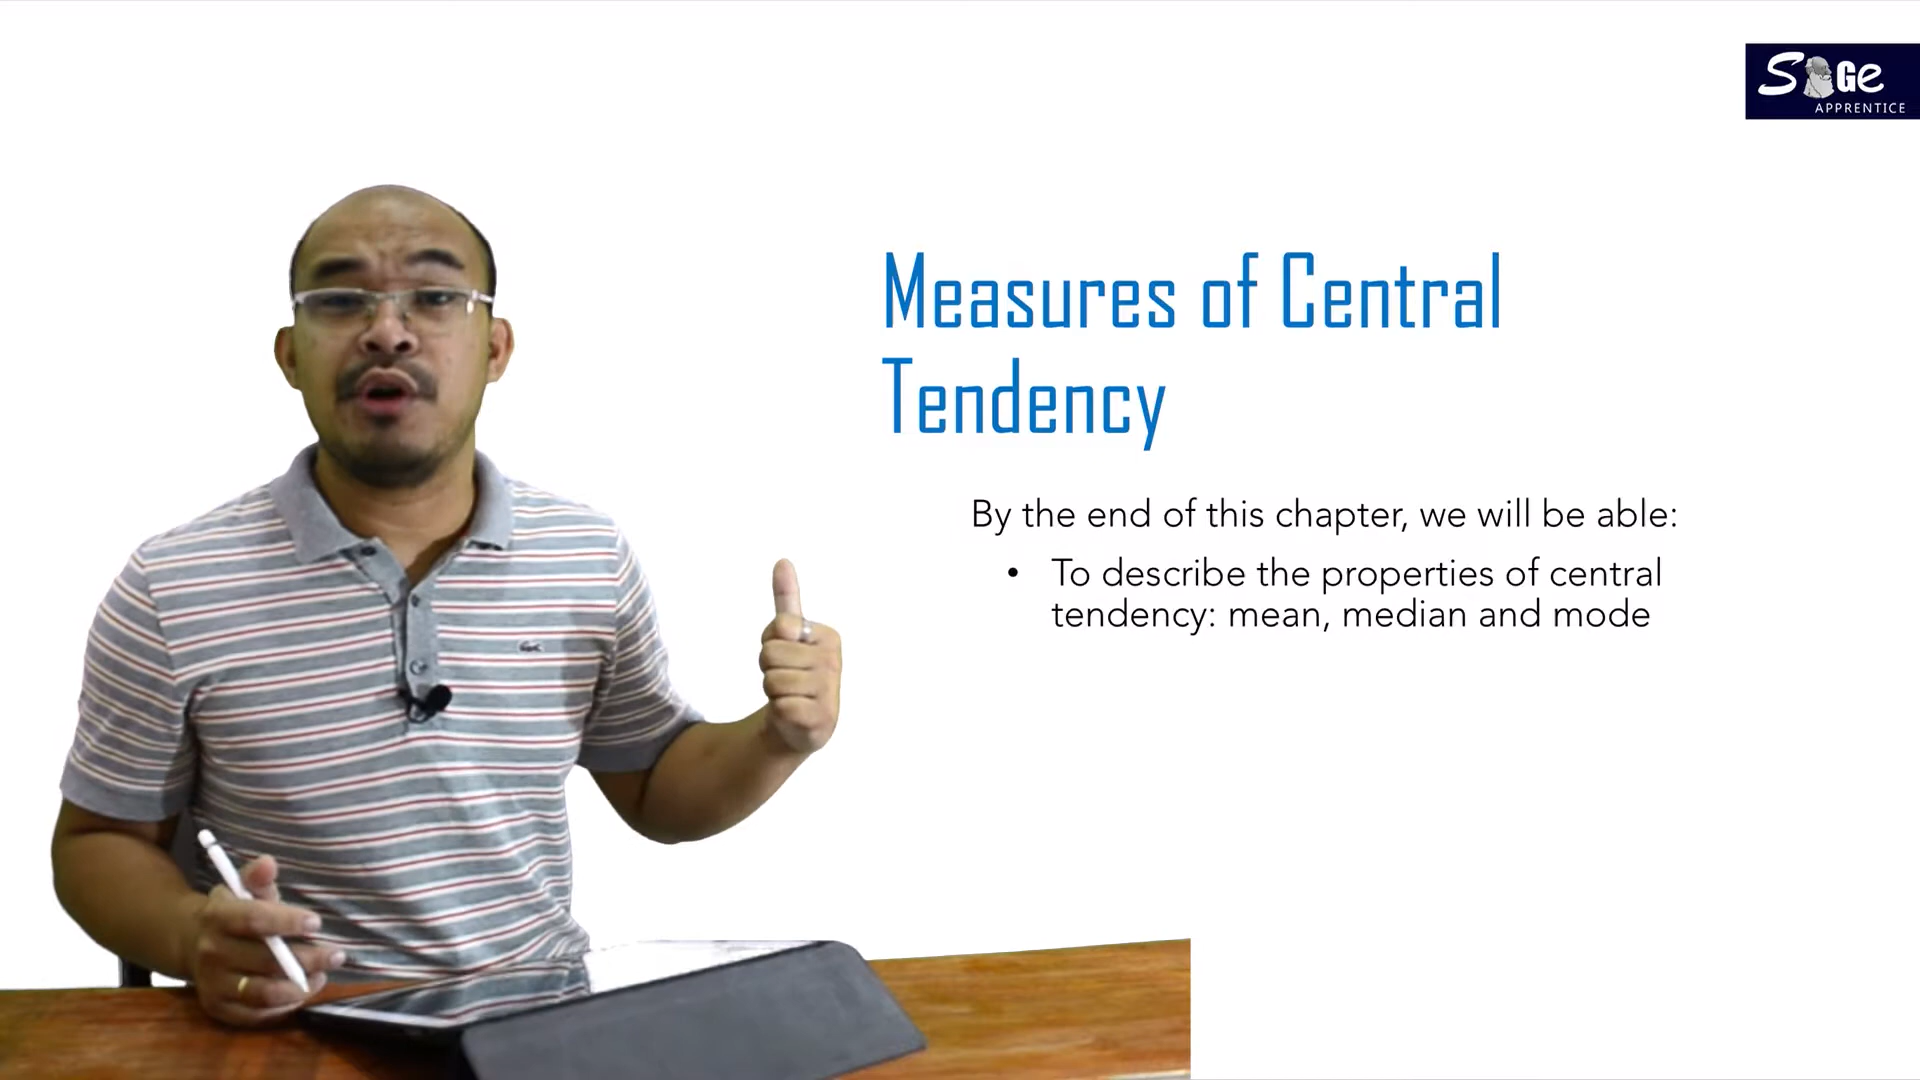 SaGe
APPRENTICE
Measures of Central
Tendency
By the end of this chapter, we will be able:
• To describe the properties of central
tendency: mean, median and mode